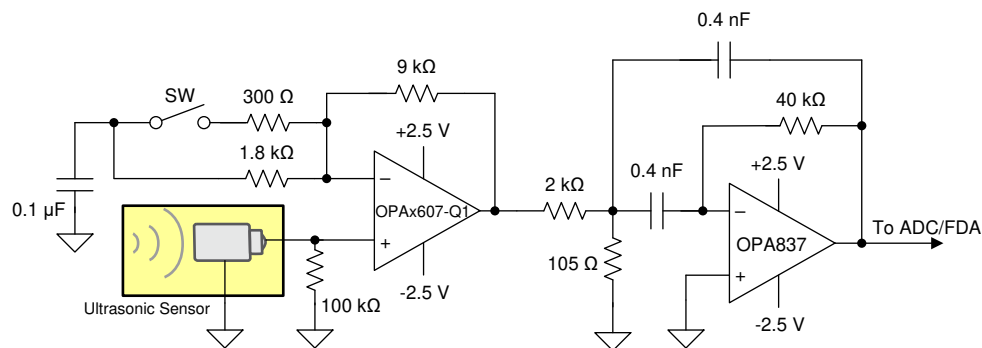 0.4 nF
9 kΩ
SW
300 Ω
40 kΩ
+2.5 V
1.8 kΩ
+2.5 V
0.4 nF
2 kΩ
−
OPAx607-Q1
+
0.1 µF
−
OPA837
+
To ADC/FDA
105 Ω
-2.5 V
100 kΩ
Ultrasonic Sensor
-2.5 V